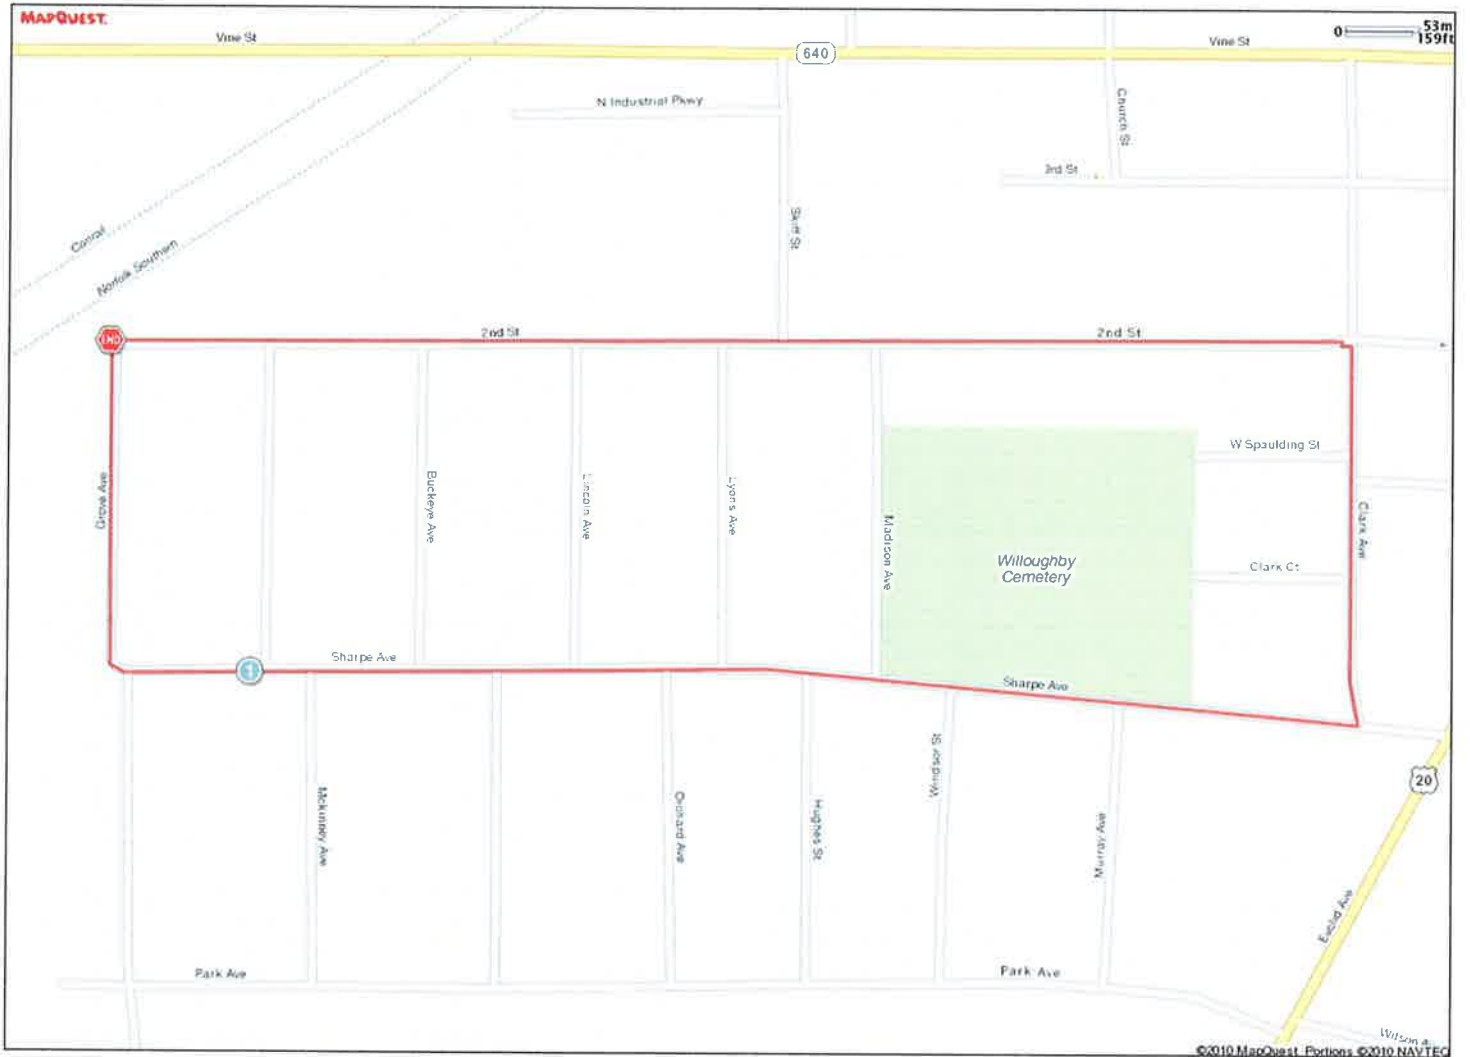 MAPQUEST.
Vine St
640
Vine St
0 53m
159ft
N Industrial Pkwy
Church St
3rd St
Skiff St
Conrail
Norfolk Southern
END
2nd St
2nd St
W Spaulding St
Grove Ave
Buckeye Ave
Lincoln Ave
Lyons Ave
Madison Ave
Clark Ave
Willoughby
Cemetery
Clark Ct
Sharpe Ave
1
Sharpe Ave
Windsor St
20
Mckinney Ave
Orchard Ave
Hughes St
Murray Ave
Euclid Ave
Park Ave
Park Ave
Wilson A
©2010 MapQuest Portions ©2010 NAVTEQ